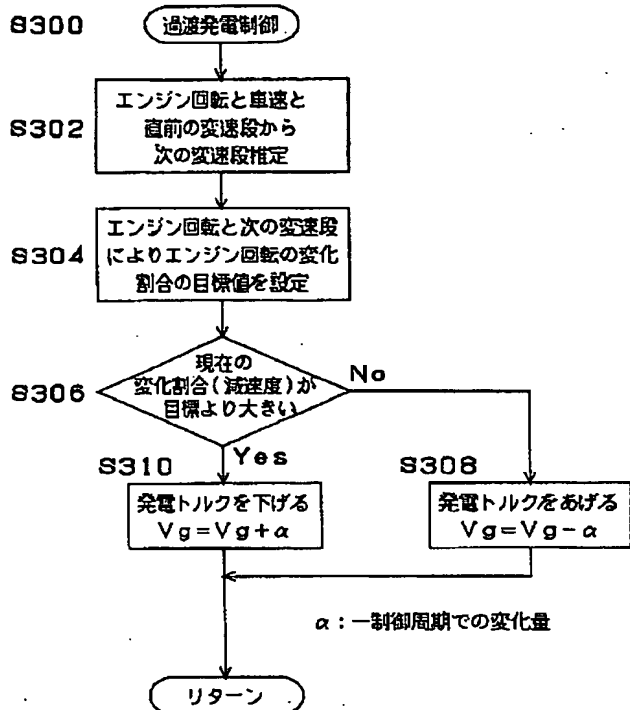 S300
過渡発電制御
S302
エンジン回転と車速と
直前の変速段から
次の変速段推定
S304
エンジン回転と次の変速段
によりエンジン回転の変化
割合の目標値を設定
S306
現在の
変化割合(減速度)が
目標より大きい
No
Yes
S310
発電トルクを下げる
Vg=Vg+α
S308
発電トルクをあげる
Vg=Vg-α
α:一制御周期での変化量
リターン